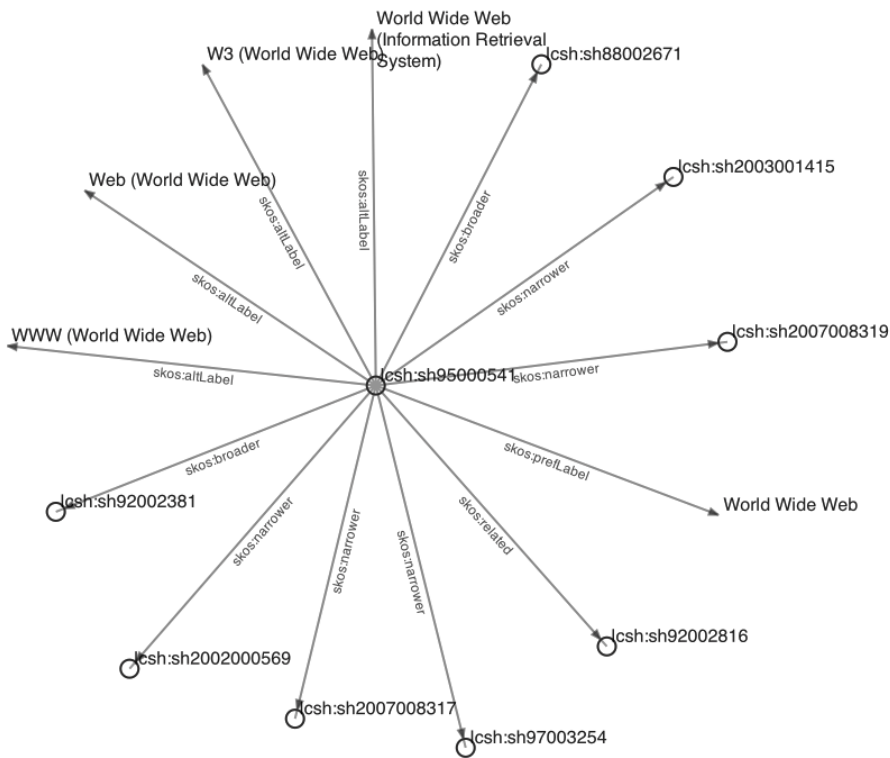 World Wide Web
(Information Retrieval
System)
W3 (World Wide Web)
lcsh:sh88002671
Web (World Wide Web)
skos:altLabel
skos:altLabel
skos:broader
lcsh:sh2003001415
skos:altLabel
skos:narrower
WWW (World Wide Web)
skos:altLabel
lcsh:sh95000541
skos:narrower
lcsh:sh2007008319
skos:broader
skos:prefLabel
lcsh:sh92002381
World Wide Web
skos:narrower
skos:narrower
skos:narrower
skos:related
lcsh:sh2002000569
lcsh:sh92002816
lcsh:sh2007008317
lcsh:sh97003254